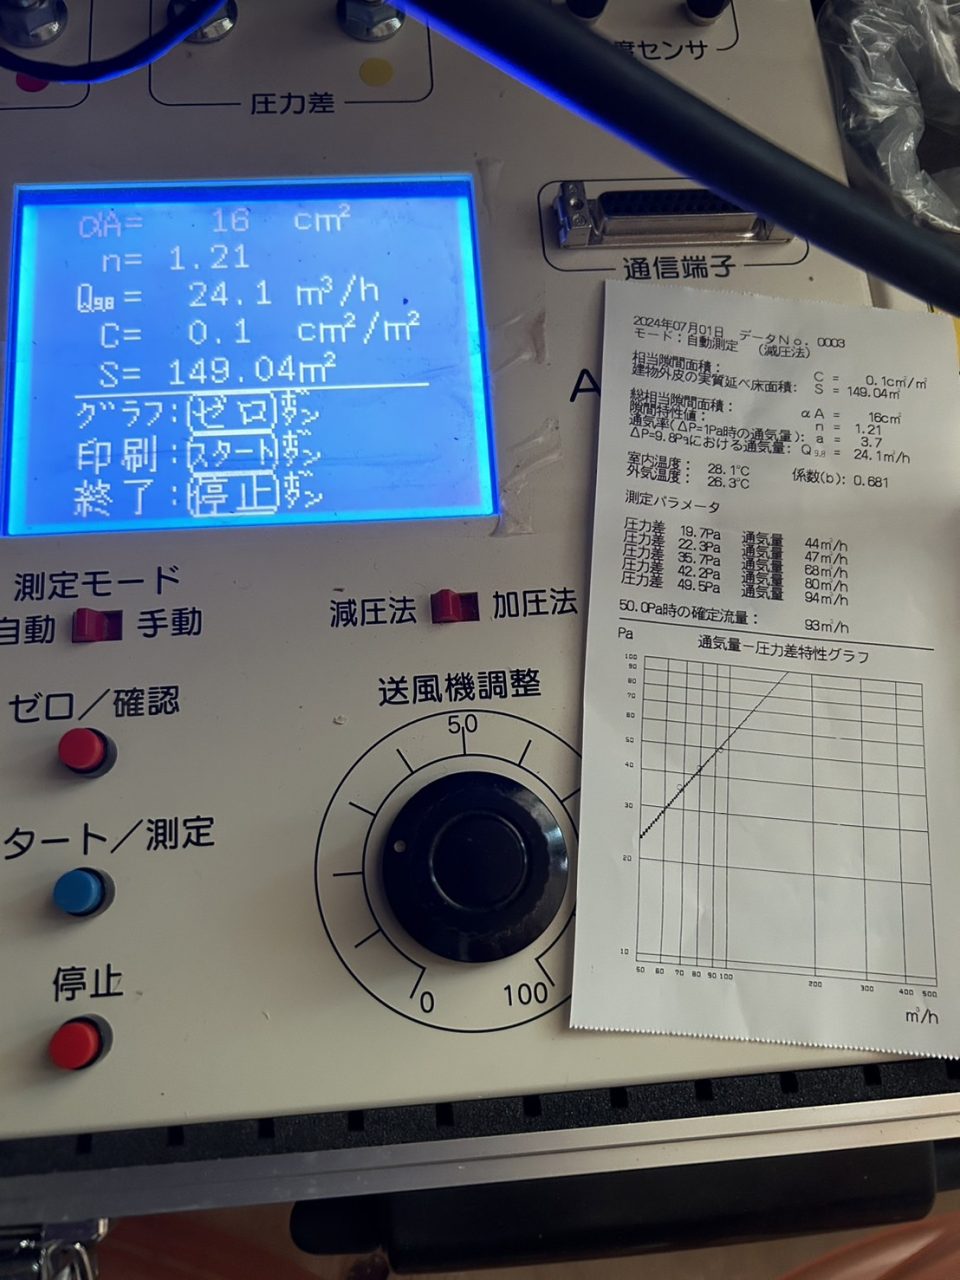 圧力差
度センサ
αA= 16 cm²
n= 1.21
Q₉.₈= 24.1 m³/h
C= 0.1 cm²/m²
S= 149.04m²
グラフ:ゼロボタン
印刷:スタートボタン
終了:停止ボタン
通信端子
A
測定モード
自動
手動
減圧法
加圧法
ゼロ/確認
送風機調整
50
0
100
タート/測定
停止
2024年07月01日 データNo. 0003
モード:自動測定 (減圧法)
相当隙間面積: C = 0.1cm²/m²
建物外皮の実質延べ床面積: S = 149.04m²
総相当隙間面積: αA = 16cm²
隙間特性値: n = 1.21
通気率(ΔP=1Pa時の通気量): a = 3.7
ΔP=9.8Paにおける通気量: Q₉.₈ = 24.1m³/h
室内温度: 28.1℃ 係数(b): 0.681
外気温度: 26.3℃
測定パラメータ
圧力差 19.7Pa 通気量 44m³/h
圧力差 22.3Pa 通気量 47m³/h
圧力差 35.7Pa 通気量 68m³/h
圧力差 42.2Pa 通気量 80m³/h
圧力差 49.5Pa 通気量 94m³/h
50.0Pa時の確定流量: 93m³/h
通気量-圧力差特性グラフ
Pa
100
90
80
70
60
50
40
30
20
10
50 60 70 80 90 100 200 300 400 500
m³/h